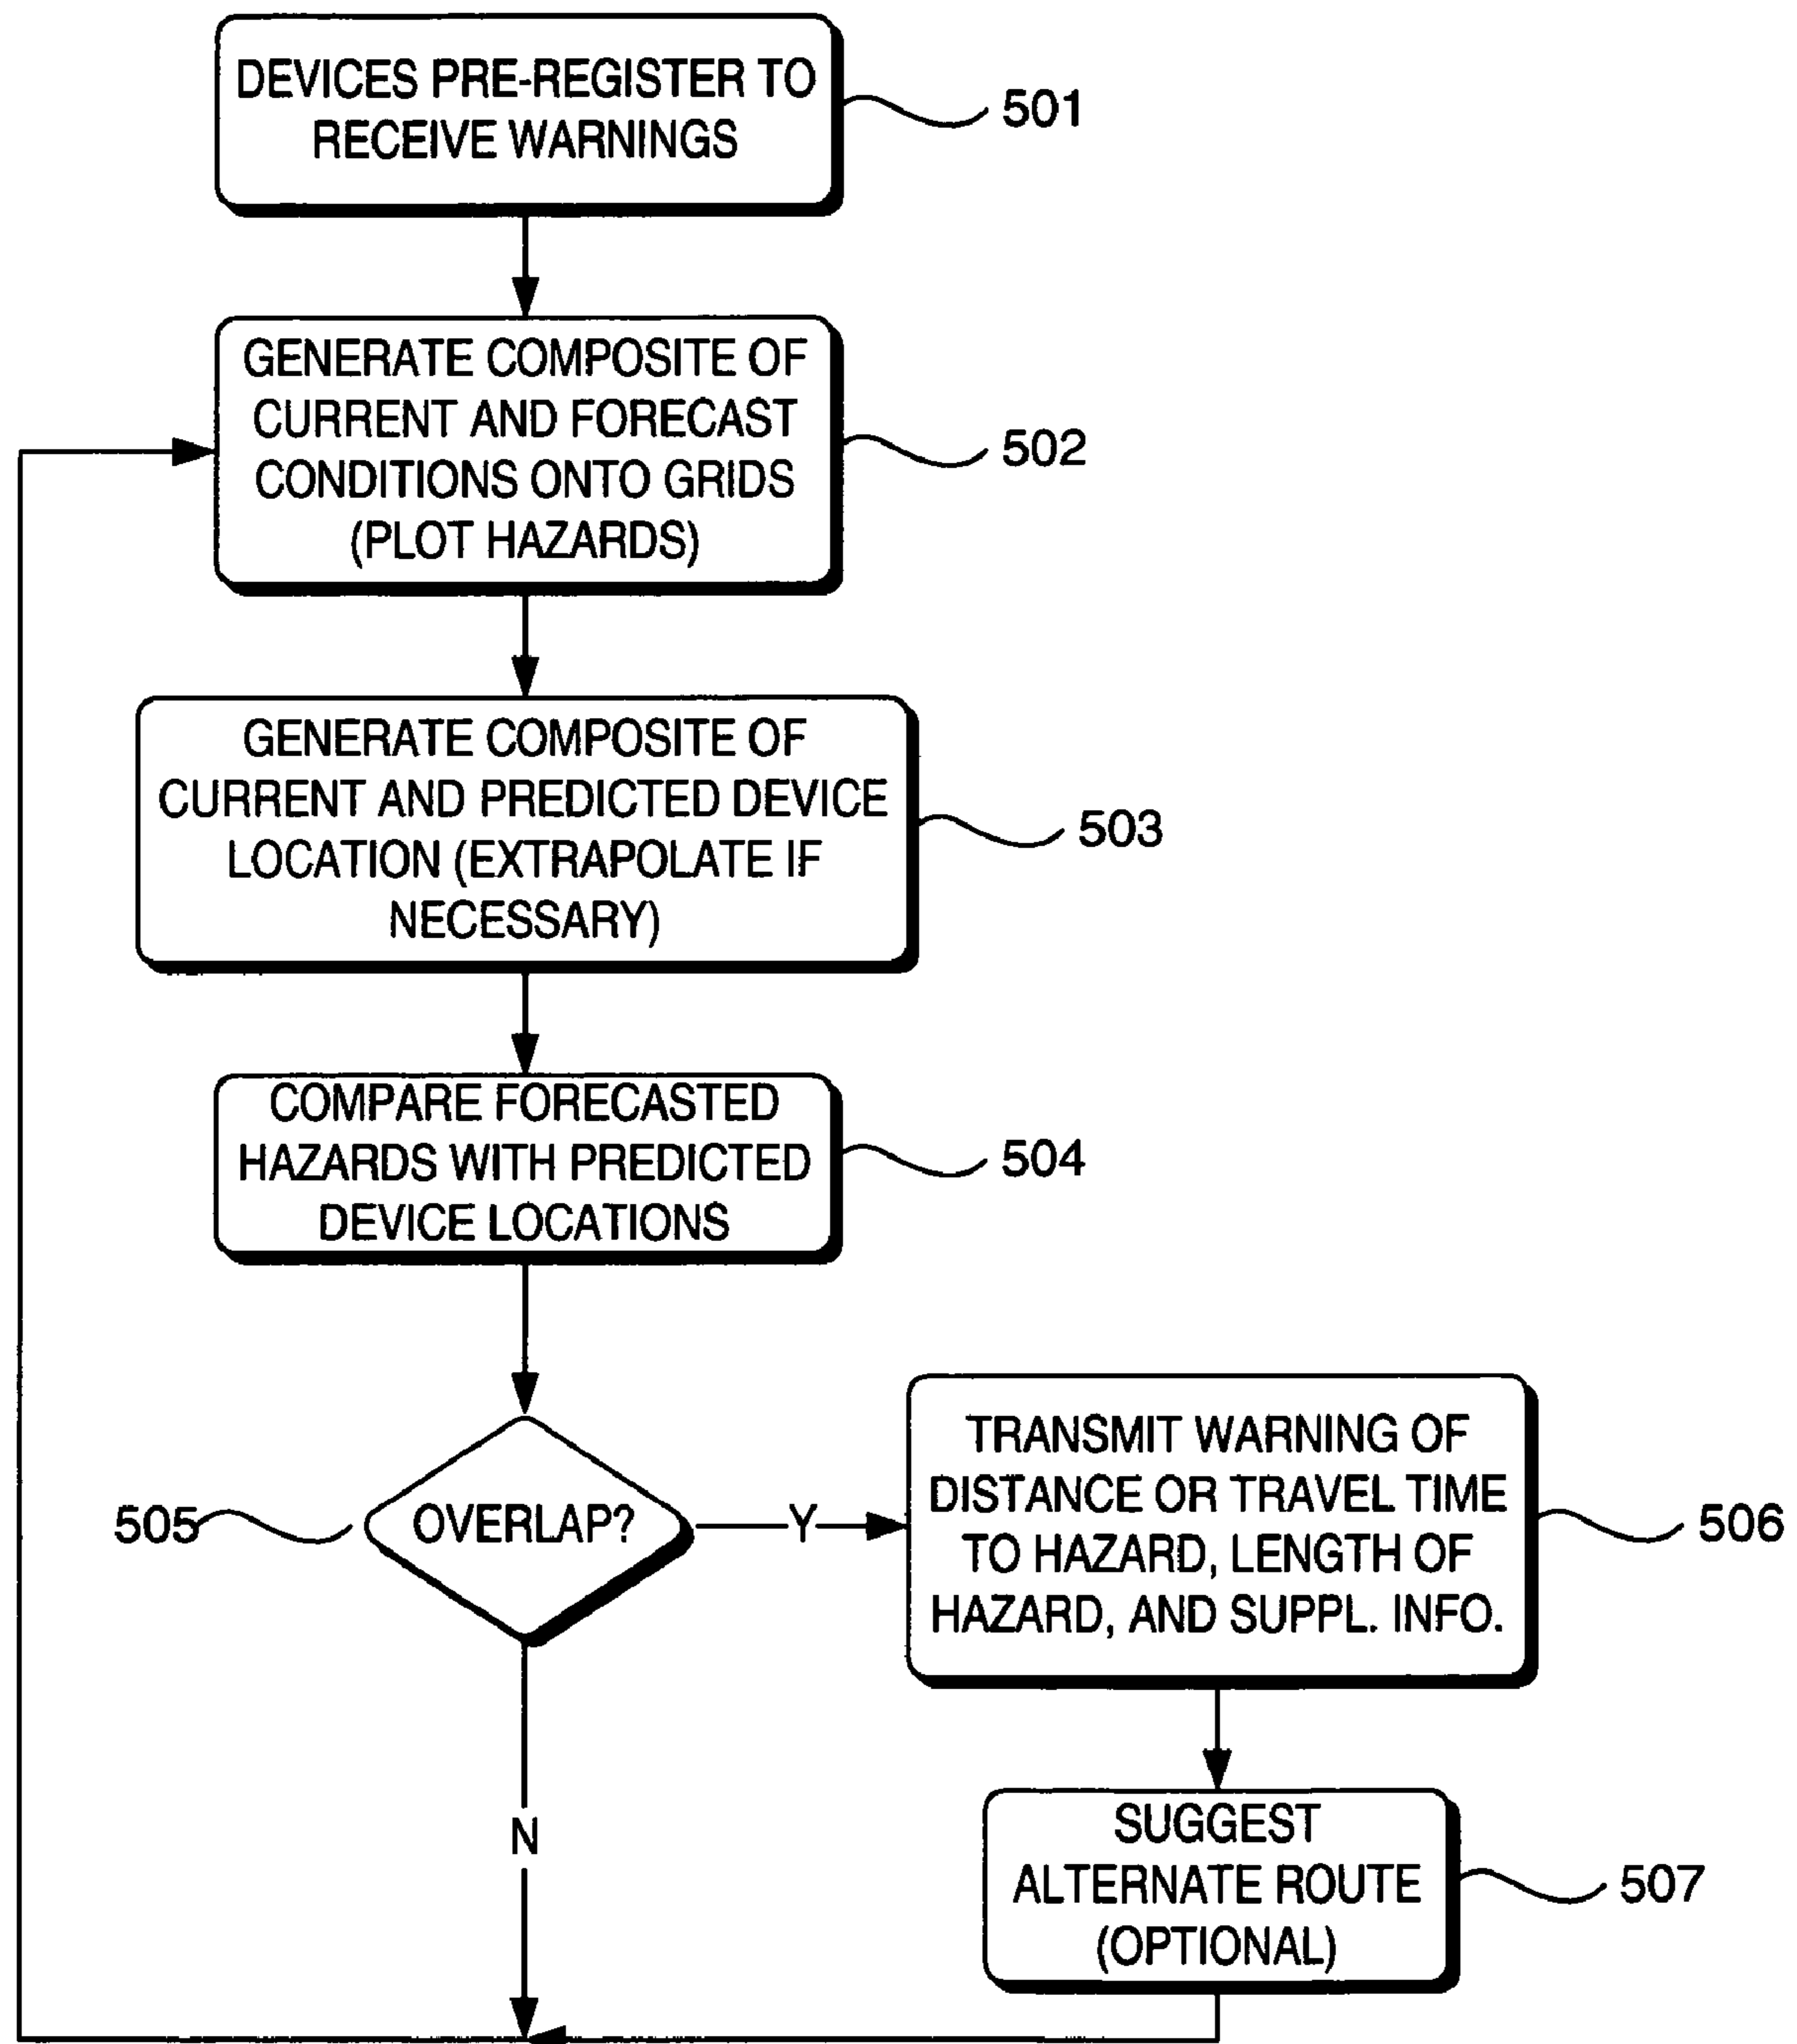 DEVICES PRE-REGISTER TO
RECEIVE WARNINGS
501
GENERATE COMPOSITE OF
CURRENT AND FORECAST
CONDITIONS ONTO GRIDS
(PLOT HAZARDS)
502
GENERATE COMPOSITE OF
CURRENT AND PREDICTED DEVICE
LOCATION (EXTRAPOLATE IF
NECESSARY)
503
COMPARE FORECASTED
HAZARDS WITH PREDICTED
DEVICE LOCATIONS
504
505
OVERLAP?
Y
TRANSMIT WARNING OF
DISTANCE OR TRAVEL TIME
TO HAZARD, LENGTH OF
HAZARD, AND SUPPL. INFO.
506
N
SUGGEST
ALTERNATE ROUTE
(OPTIONAL)
507